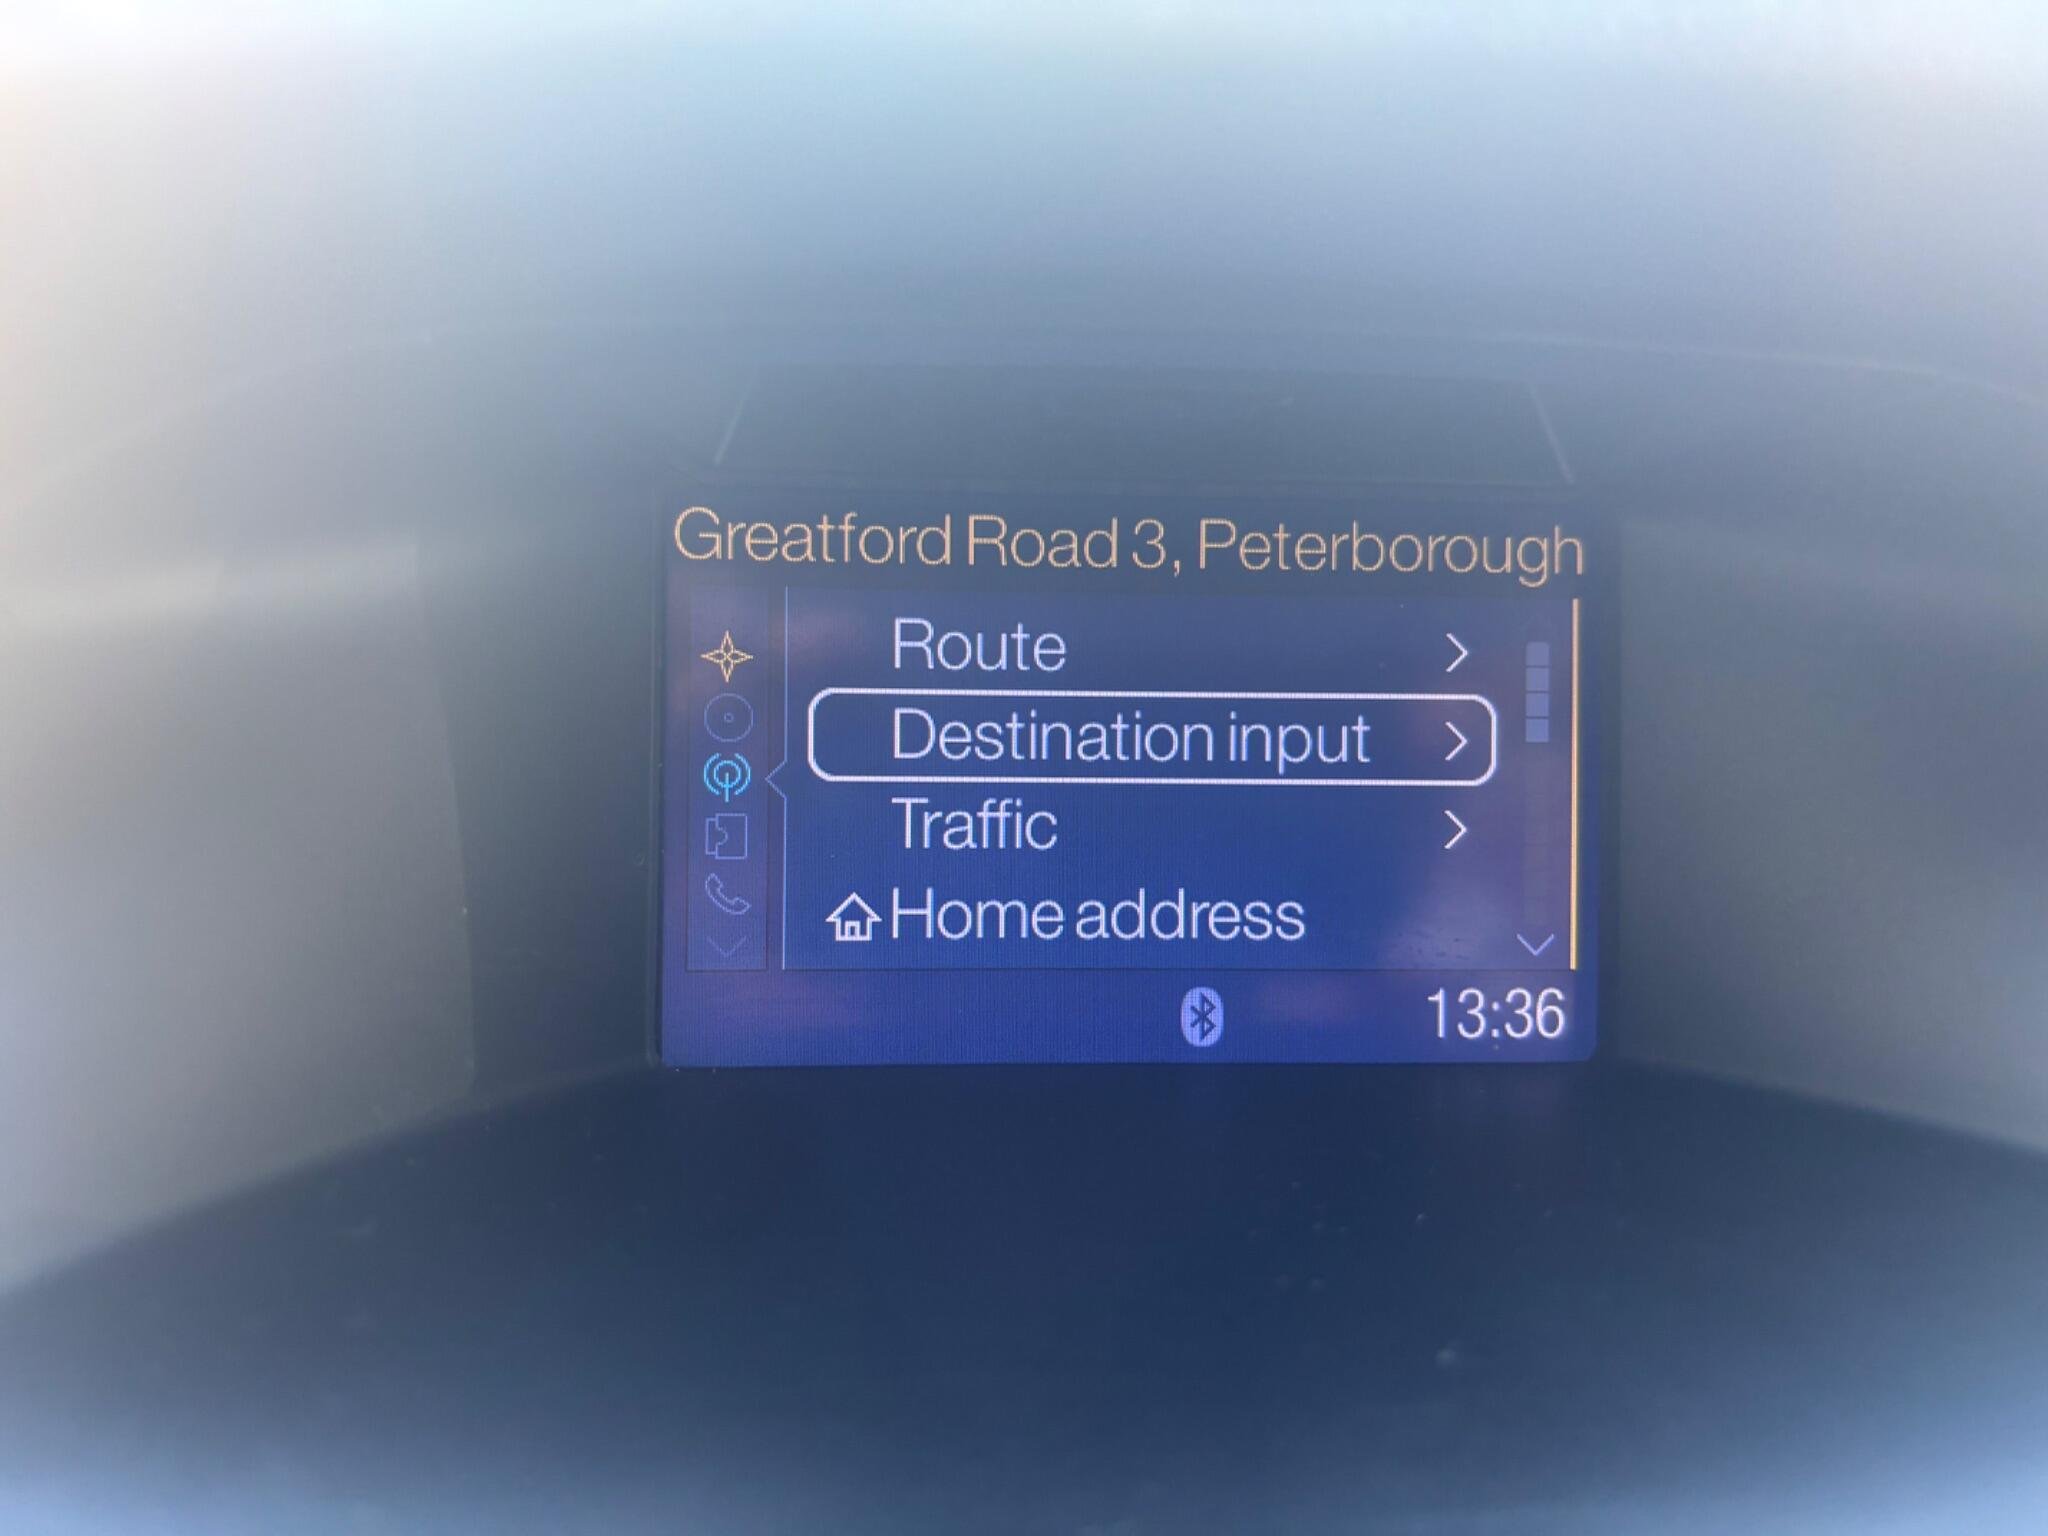 Greatford Road 3, Peterborough
Route
Destination input
Traffic
Home address
13:36